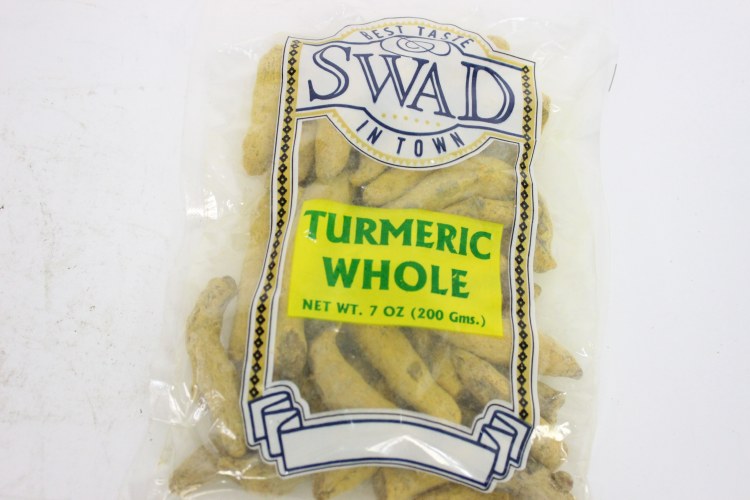 BEST TASTE
SWAD
IN TOWN
TURMERIC
WHOLE
NET WT. 7 OZ (200 Gms.)